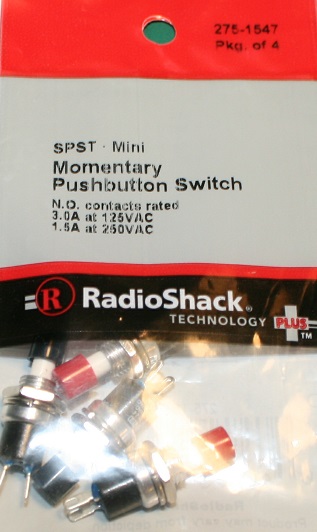 275-1547
Pkg. of 4
SPST · Mini
Momentary
Pushbutton Switch
N.O. contacts rated
3.0A at 125VAC
1.5A at 250VAC
R RadioShack®
TECHNOLOGY PLUS™